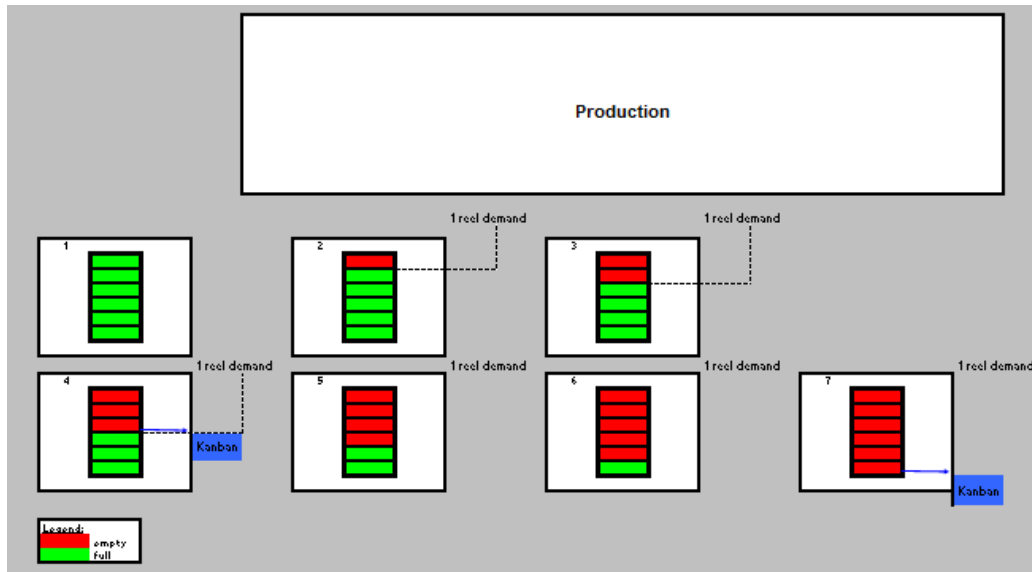 Production
1 reel demand
1 reel demand
1
2
3
1 reel demand
1 reel demand
1 reel demand
1 reel demand
4
5
6
7
Kanban
Kanban
Legend:
empty
full